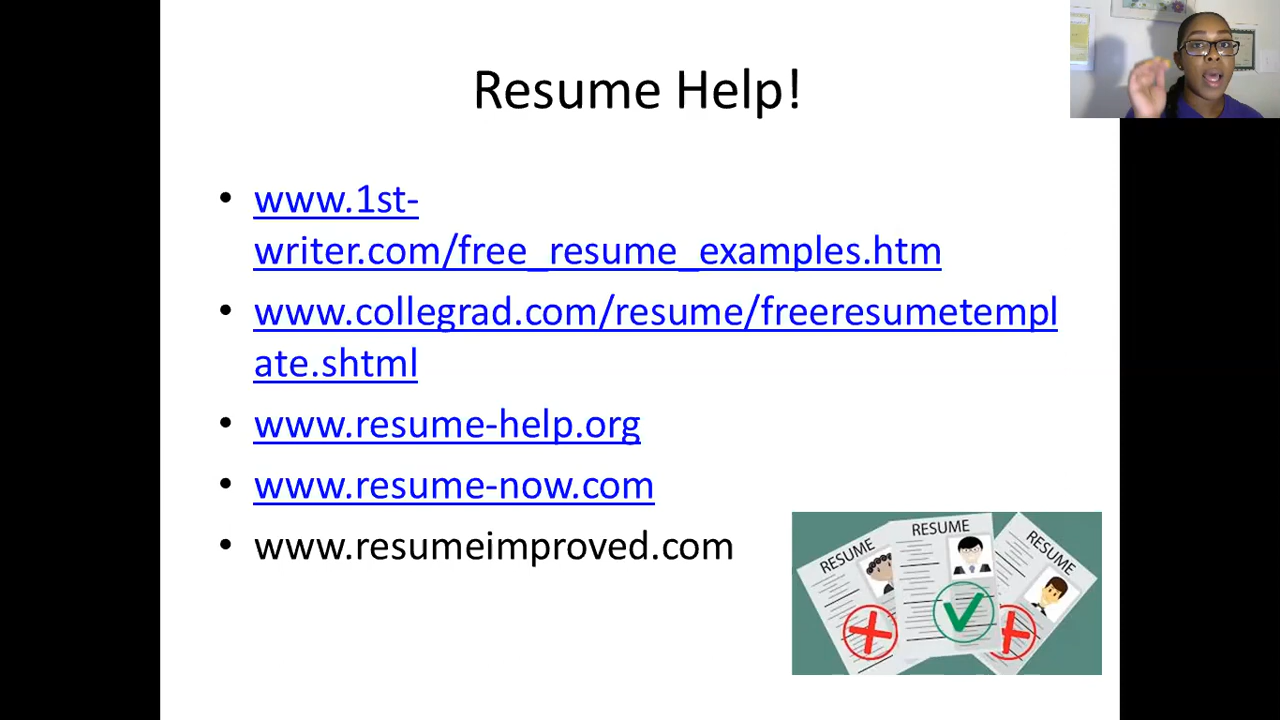 Resume Help!
• www.1st-
writer.com/free_resume_examples.htm
• www.collegrad.com/resume/freeresumetempl
ate.shtml
• www.resume-help.org
• www.resume-now.com
• www.resumeimproved.com
RESUME
RESUME
RESUME